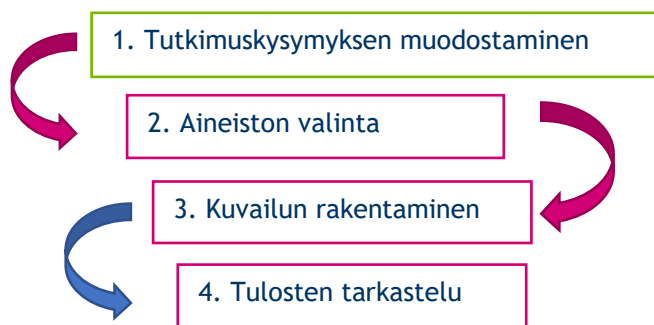 1. Tutkimuskysymyksen muodostaminen
2. Aineiston valinta
3. Kuvailun rakentaminen
4. Tulosten tarkastelu